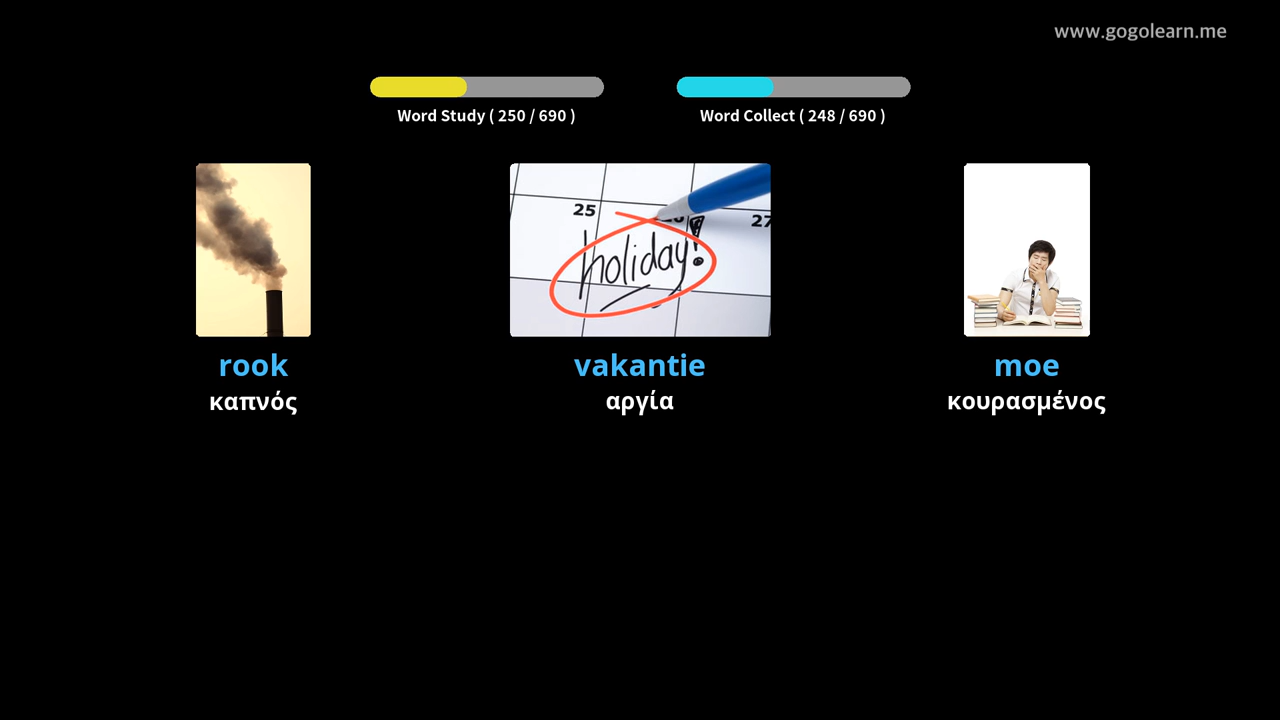 www.gogolearn.me
Word Study ( 250 / 690 )
Word Collect ( 248 / 690 )
25
27
holiday!
rook
vakantie
moe
καπνός
αργία
κουρασμένος